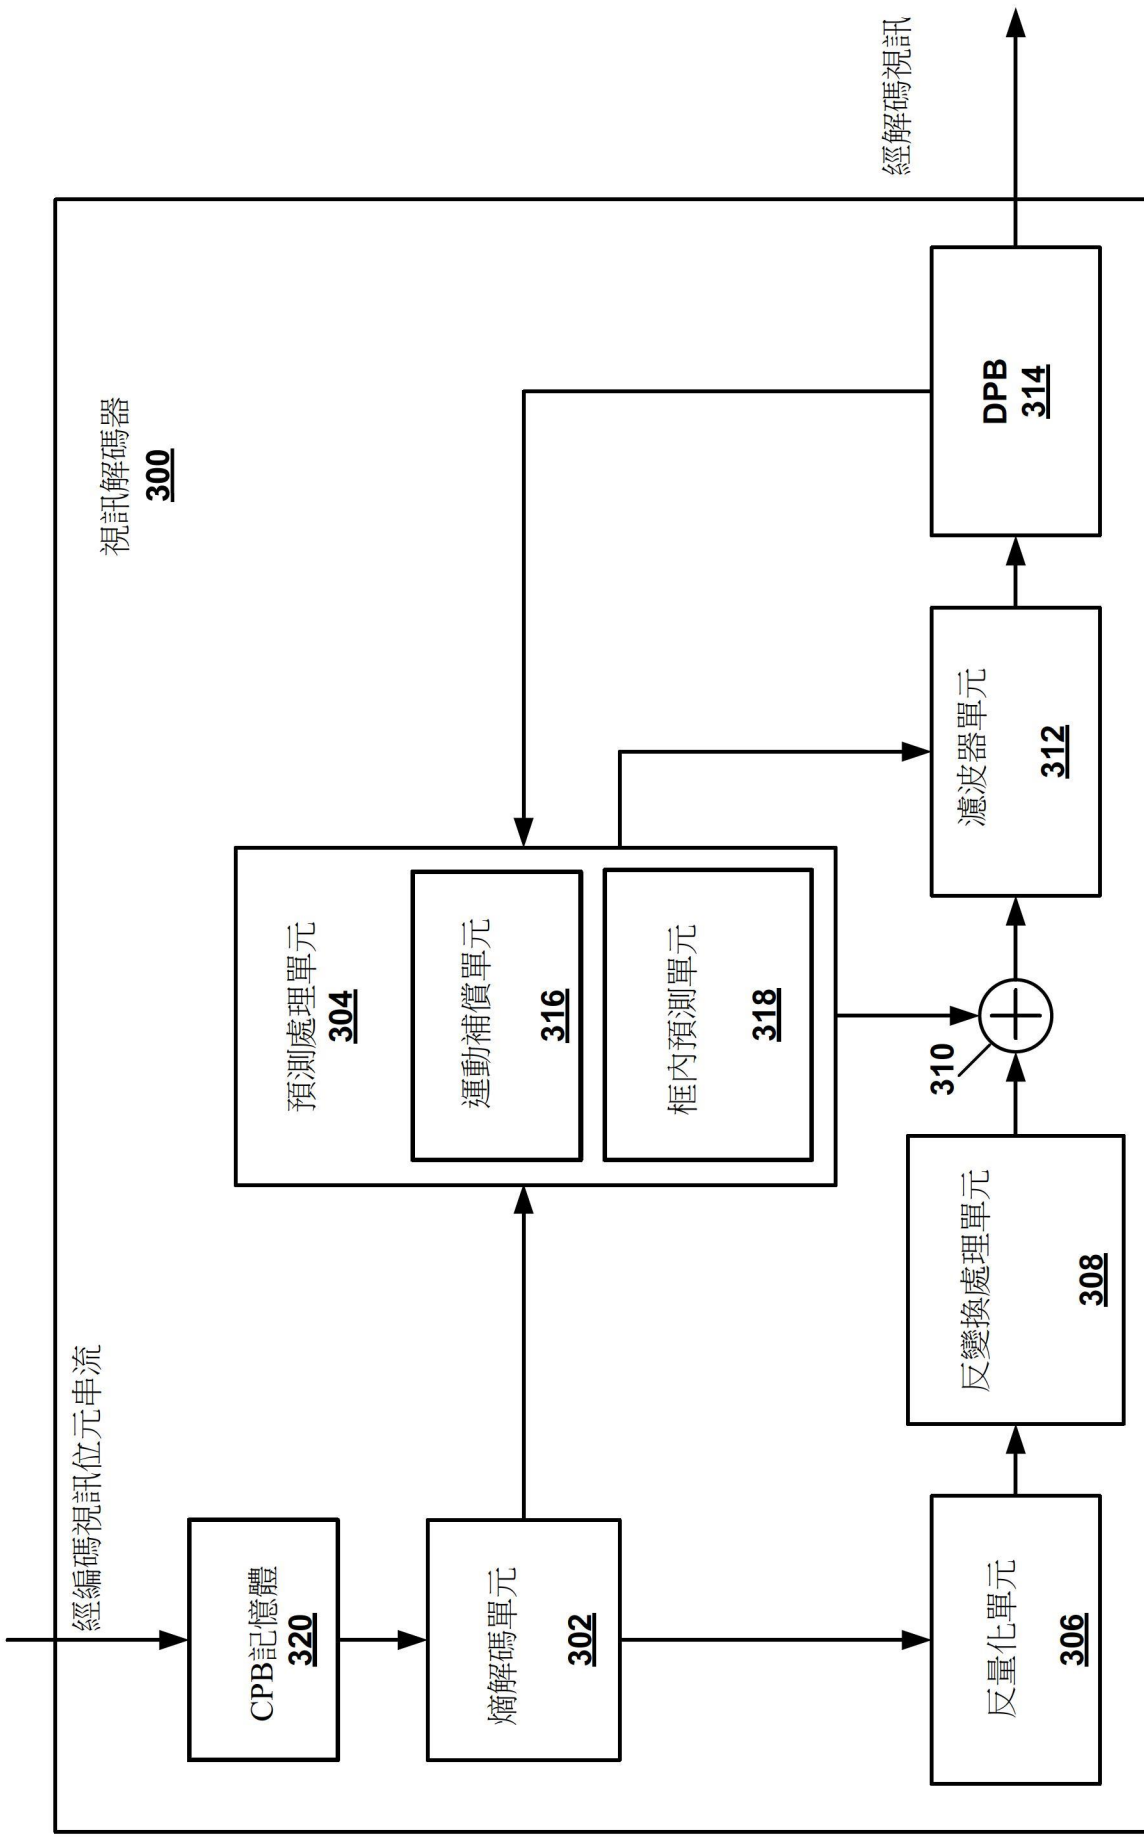 視訊解碼器
300
經編碼視訊位元串流
CPB記憶體
320
熵解碼單元
302
預測處理單元
304
運動補償單元
316
框內預測單元
318
反量化單元
306
反變換處理單元
308
310
濾波器單元
312
DPB
314
經解碼視訊